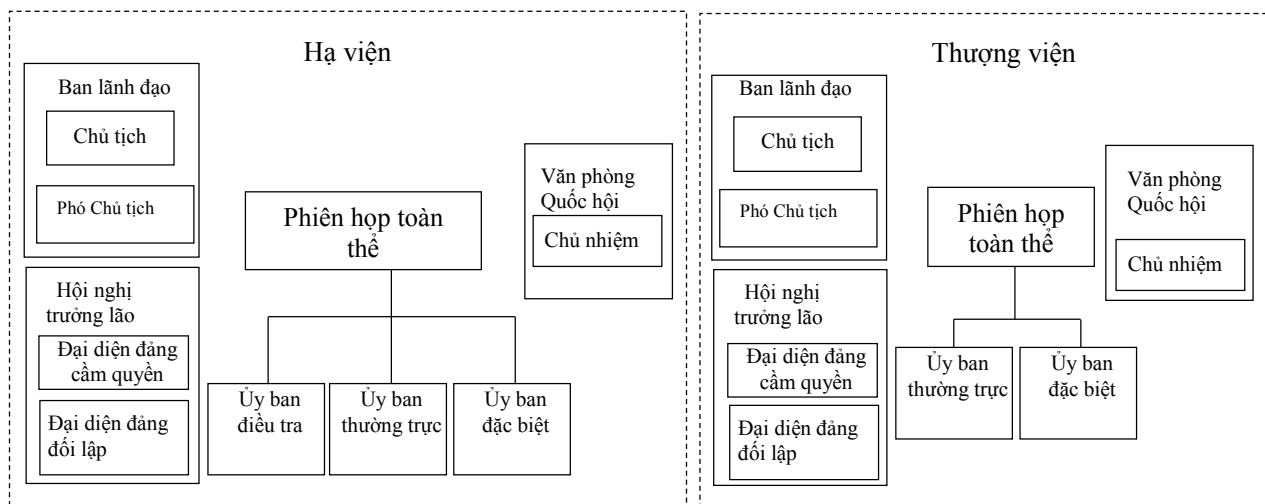 Hạ viện
Ban lãnh đạo
Chủ tịch
Phó Chủ tịch
Hội nghị
trưởng lão
Đại diện đảng
cầm quyền
Đại diện đảng
đối lập
Phiên họp toàn
thể
Ủy ban
điều tra
Ủy ban
thường trực
Ủy ban
đặc biệt
Văn phòng
Quốc hội
Chủ nhiệm
Thượng viện
Ban lãnh đạo
Chủ tịch
Phó Chủ tịch
Hội nghị
trưởng lão
Đại diện đảng
cầm quyền
Đại diện đảng
đối lập
Phiên họp
toàn thể
Ủy ban
thường trực
Ủy ban
đặc biệt
Văn phòng
Quốc hội
Chủ nhiệm